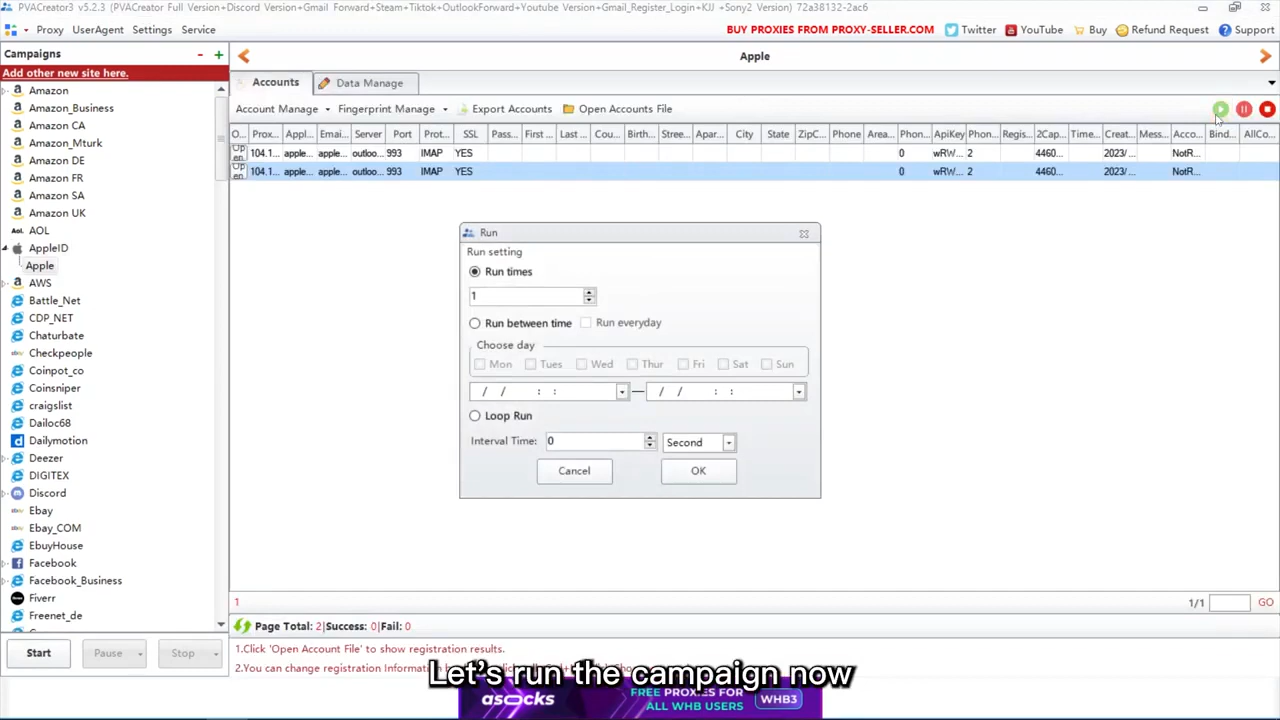 PVACreator3 v5.2.3 (PVACreator Full Version+Discord Version+Gmail Forward+Steam+Tiktok+OutlookForward+Youtube Version+Gmail_Register_Login+KiJ +Sony2 Version) 72a38132-2ac6
Proxy UserAgent Settings Service
BUY PROXIES FROM PROXY-SELLER.COM Twitter YouTube Buy Refund Request Support
Campaigns - +
Apple
Add other new site here.
Accounts Data Manage
Account Manage Fingerprint Manage Export Accounts Open Accounts File
O... Prox... Appl... Emai... Server Port Prot... SSL Pass... First ... Last ... Cou... Birth... Stree... Apar... City State ZipC... Phone Area... Phon... ApiKey Phon... Regis... 2Cap... Time... Creat... Mess... Acco... Bind... AllCo...
Open 104.1... apple... apple... outloo... 993 IMAP YES 0 wRW... 2 4460... 2023/... NotR...
Open 104.1... apple... apple... outloo... 993 IMAP YES 0 wRW... 2 4460... 2023/... NotR...
Amazon
Amazon_Business
Amazon CA
Amazon_Mturk
Amazon DE
Amazon FR
Amazon SA
Amazon UK
Aol. AOL
AppleID
Apple
AWS
Battle_Net
CDP_NET
Chaturbate
Checkpeople
Coinpot_co
Coinsniper
craigslist
Dailoc68
d Dailymotion
Deezer
DIGITEX
Discord
ebay Ebay
ebay Ebay_COM
EbuyHouse
Facebook
Facebook_Business
Fiverr
Freenet_de
Run
Run setting
Run times
1
Run between time Run everyday
Choose day
Mon Tues Wed Thur Fri Sat Sun
/ / : : — / / : :
Loop Run
Interval Time: 0 Second
Cancel OK
1 1/1 GO
Page Total: 2|Success: 0|Fail: 0
Start Pause Stop
1.Click 'Open Account File' to show registration results.
2.You can change registration Information
Let's run the campaign now
asocks FREE PROXIES FOR ALL WHB USERS WHB3